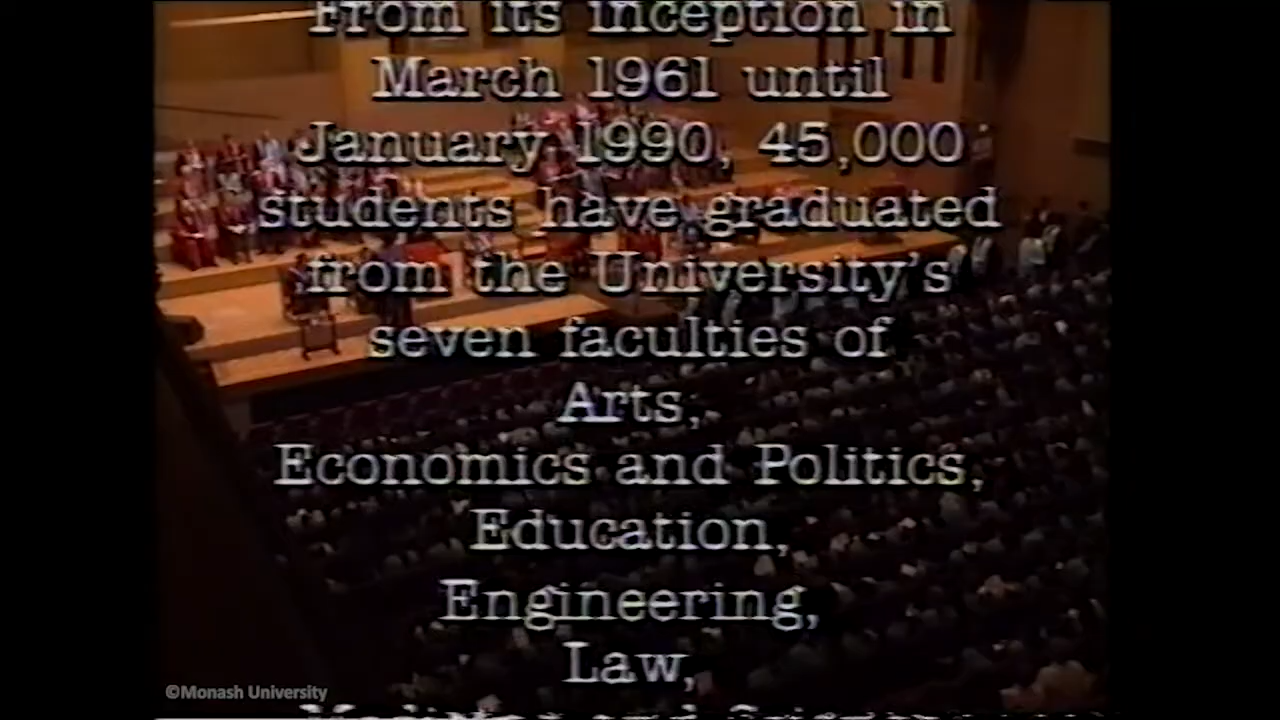 From its inception in
March 1961 until
January 1990, 45,000
students have graduated
from the University's
seven faculties of
Arts,
Economics and Politics,
Education,
Engineering,
Law,
©Monash University